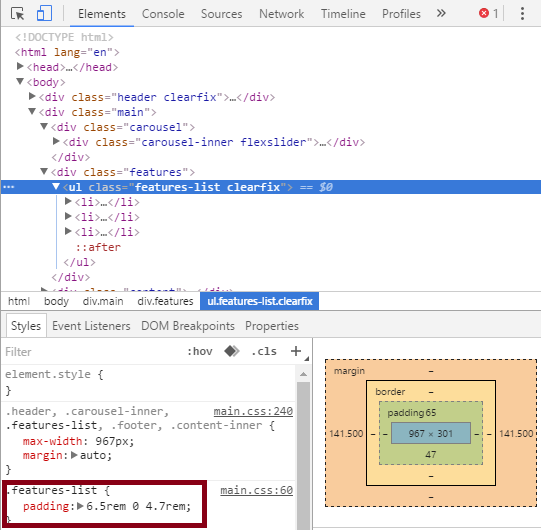 Elements Console Sources Network Timeline Profiles » 1
<!DOCTYPE html>
<html lang="en">
<head>…</head>
<body>
<div class="header clearfix">…</div>
<div class="main">
<div class="carousel">
<div class="carousel-inner flexslider">…</div>
</div>
<div class="features">
… <ul class="features-list clearfix"> == $0
<li>…</li>
<li>…</li>
<li>…</li>
::after
</ul>
</div>
<div class="content">…</div>
html body div.main div.features ul.features-list.clearfix
Styles Event Listeners DOM Breakpoints Properties
Filter :hov .cls +
element.style {
}
.header, .carousel-inner, main.css:240
.features-list, .footer, .content-inner {
max-width: 967px;
margin: auto;
}
.features-list { main.css:60
padding: 6.5rem 0 4.7rem;
}
margin –
border –
padding 65
141.500 – – 967 × 301 – – 141.500
47
–
–